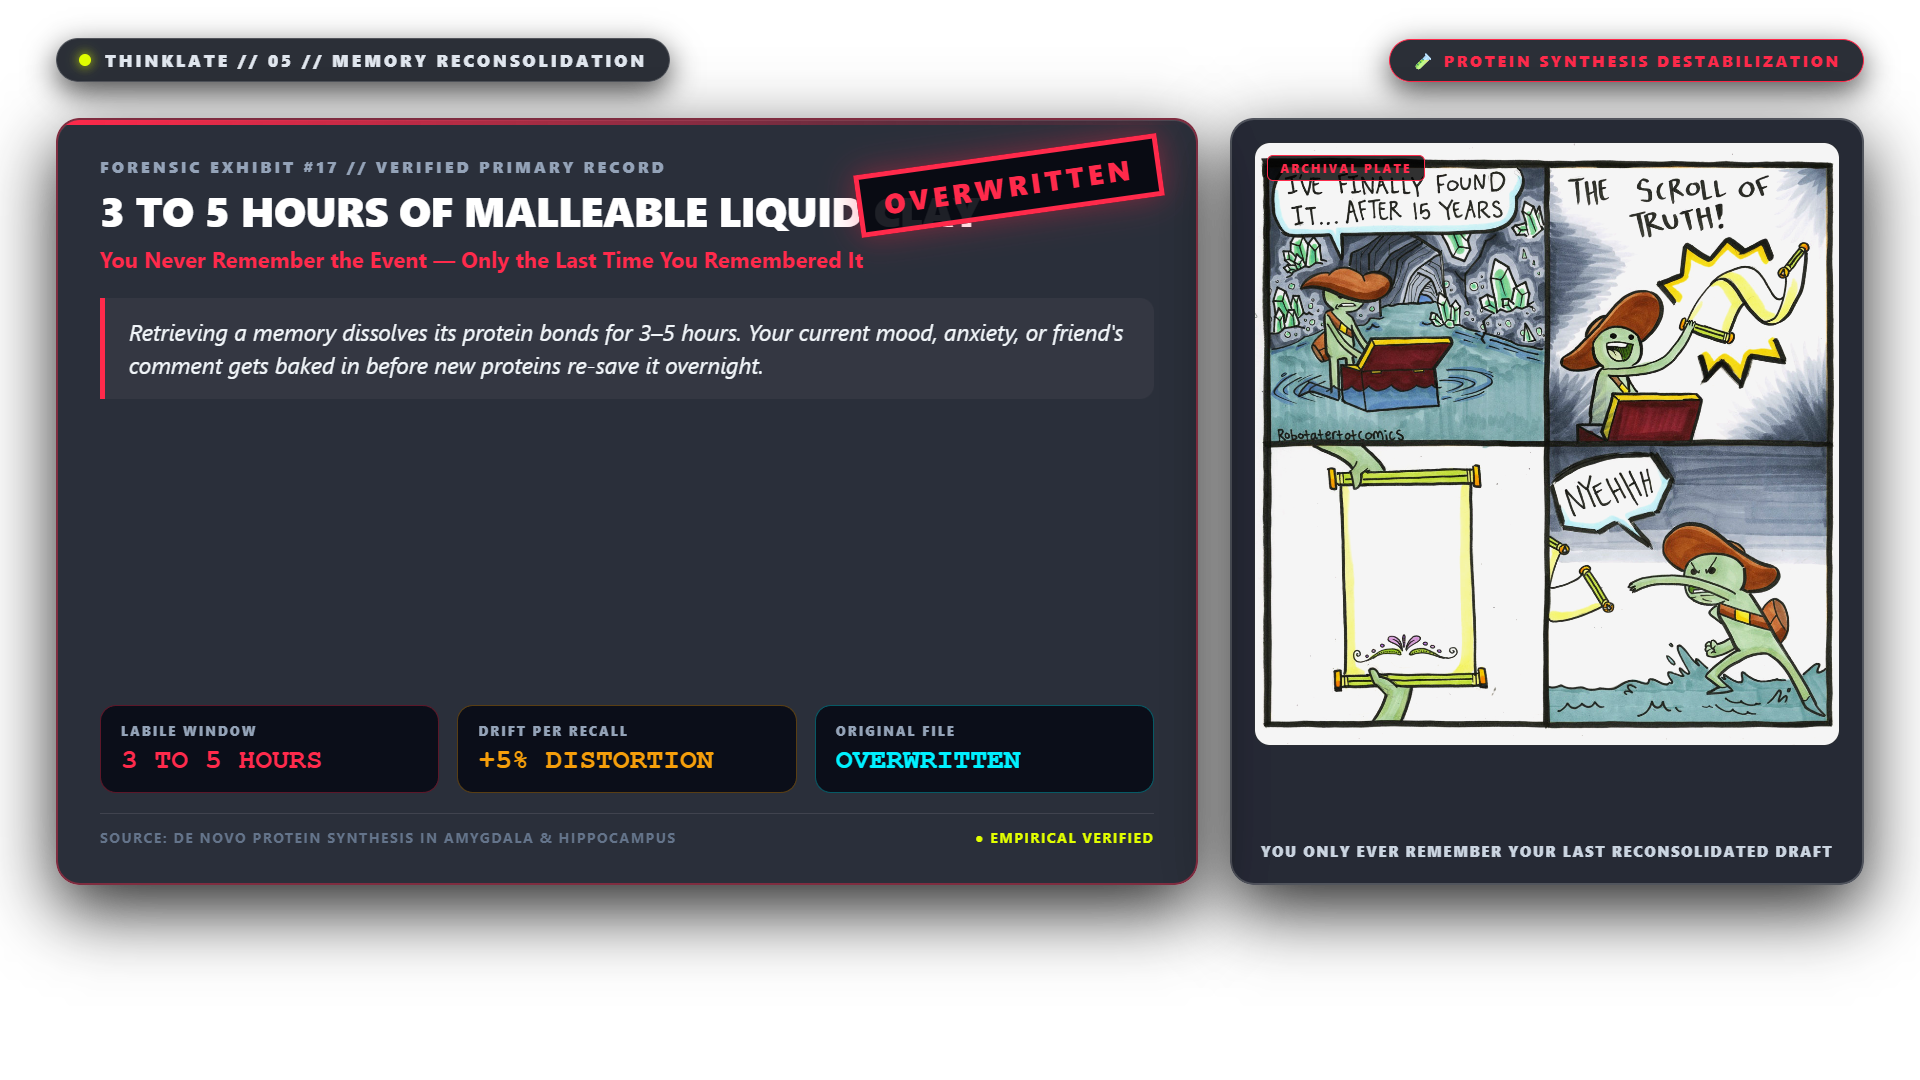 THINKLATE // 05 // MEMORY RECONSOLIDATION
PROTEIN SYNTHESIS DESTABILIZATION
FORENSIC EXHIBIT #17 // VERIFIED PRIMARY RECORD
OVERWRITTEN
3 TO 5 HOURS OF MALLEABLE LIQUID CLAY
You Never Remember the Event — Only the Last Time You Remembered It
Retrieving a memory dissolves its protein bonds for 3–5 hours. Your current mood, anxiety, or friend's
comment gets baked in before new proteins re-save it overnight.
LABILE WINDOW
3 TO 5 HOURS
DRIFT PER RECALL
+5% DISTORTION
ORIGINAL FILE
OVERWRITTEN
SOURCE: DE NOVO PROTEIN SYNTHESIS IN AMYGDALA & HIPPOCAMPUS
● EMPIRICAL VERIFIED
ARCHIVAL PLATE
I'VE FINALLY FOUND
IT... AFTER 15 YEARS
Robotatertotcomics
THE SCROLL OF
TRUTH!
NYEHHH
YOU ONLY EVER REMEMBER YOUR LAST RECONSOLIDATED DRAFT